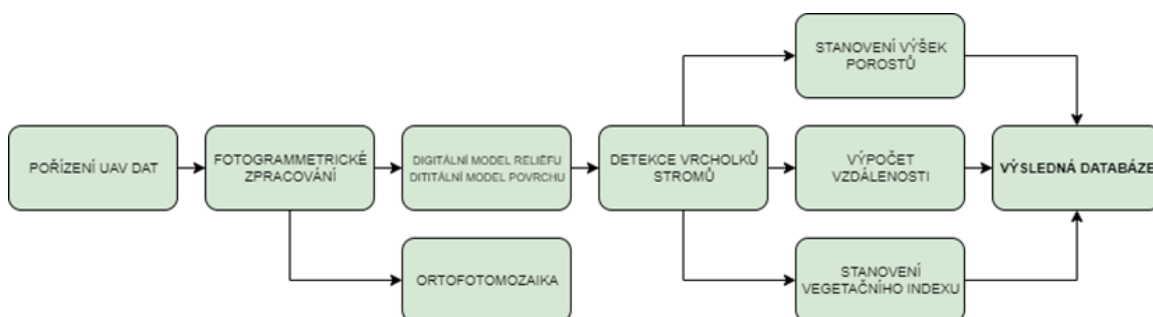 POŘÍZENÍ UAV DAT
FOTOGRAMMETRICKÉ
ZPRACOVÁNÍ
DIGITÁLNÍ MODEL RELIÉFU
DITITÁLNÍ MODEL POVRCHU
ORTOFOTOMOZAIKA
DETEKCE VRCHOLKŮ
STROMŮ
STANOVENÍ VÝŠEK
POROSTŮ
VÝPOČET
VZDÁLENOSTI
STANOVENÍ
VEGETAČNÍHO INDEXU
VÝSLEDNÁ DATABÁZE